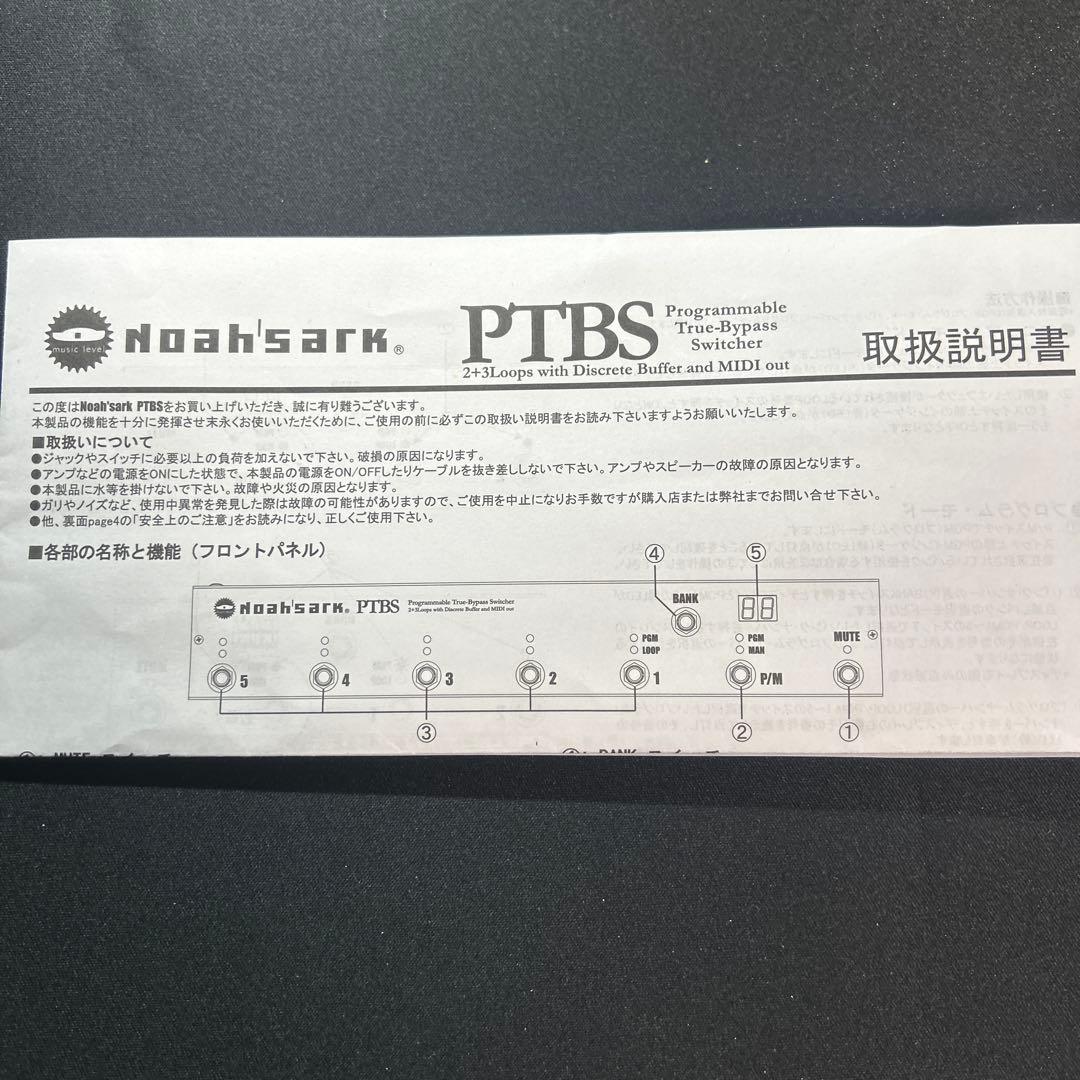 music level
Noah'sark®
PTBS
Programmable
True-Bypass
Switcher
2+3Loops with Discrete Buffer and MIDI out
取扱説明書
この度はNoah'sark PTBSをお買い上げいただき、誠に有り難うございます。
本製品の機能を十分に発揮させ末永くお使いいただくために、ご使用の前に必ずこの取扱い説明書をお読み下さいますようお願いいたします。
■取扱いについて
●ジャックやスイッチに必要以上の負荷を加えないで下さい。破損の原因になります。
●アンプなどの電源をONにした状態で、本製品の電源をON/OFFしたりケーブルを抜き差ししないで下さい。アンプやスピーカーの故障の原因となります。
●本製品に水等を掛けないで下さい。故障や火災の原因となります。
●ガリやノイズなど、使用中異常を発見した際は故障の可能性がありますので、ご使用を中止になりお手数ですが購入店または弊社までお問い合せ下さい。
●他、裏面page4の「安全上のご注意」をお読みになり、正しくご使用下さい。
■各部の名称と機能（フロントパネル）
④ ⑤
Noah'sark® PTBS
Programmable True-Bypass Switcher
2+3Loops with Discrete Buffer and MIDI out
BANK
88
PGM
LOOP
PGM
MAN
MUTE
5 4 3 2 1 P/M
③ ② ①